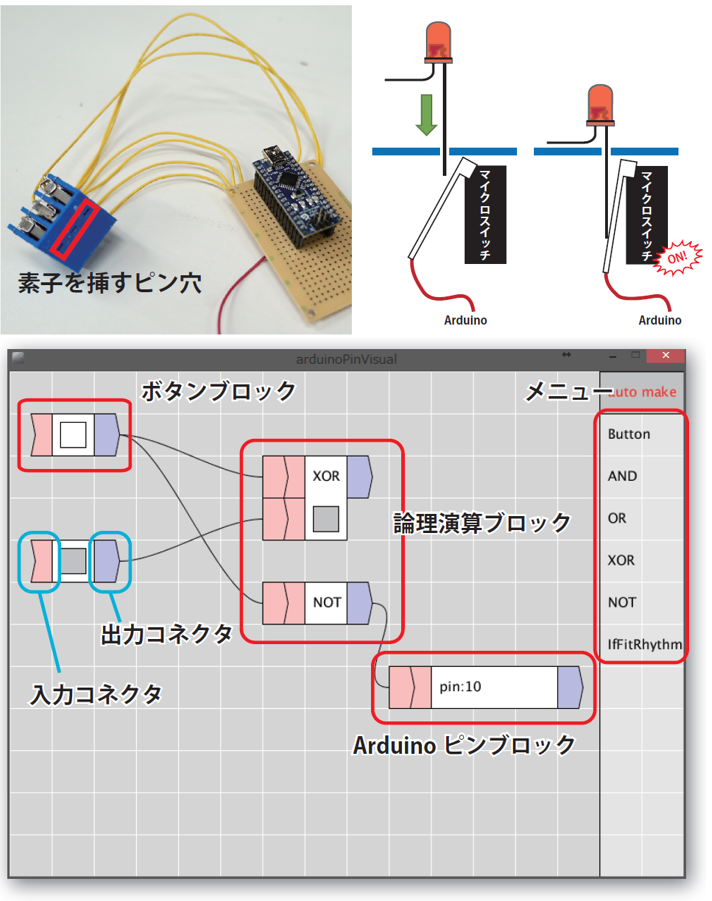 素子を挿すピン穴
マイクロスイッチ
Arduino
マイクロスイッチ
ON!
Arduino
arduinoPinVisual
ボタンブロック
メニュー
auto make
Button
AND
OR
XOR
NOT
IfFitRhythm
XOR
論理演算ブロック
NOT
出力コネクタ
入力コネクタ
pin:10
Arduino ピンブロック